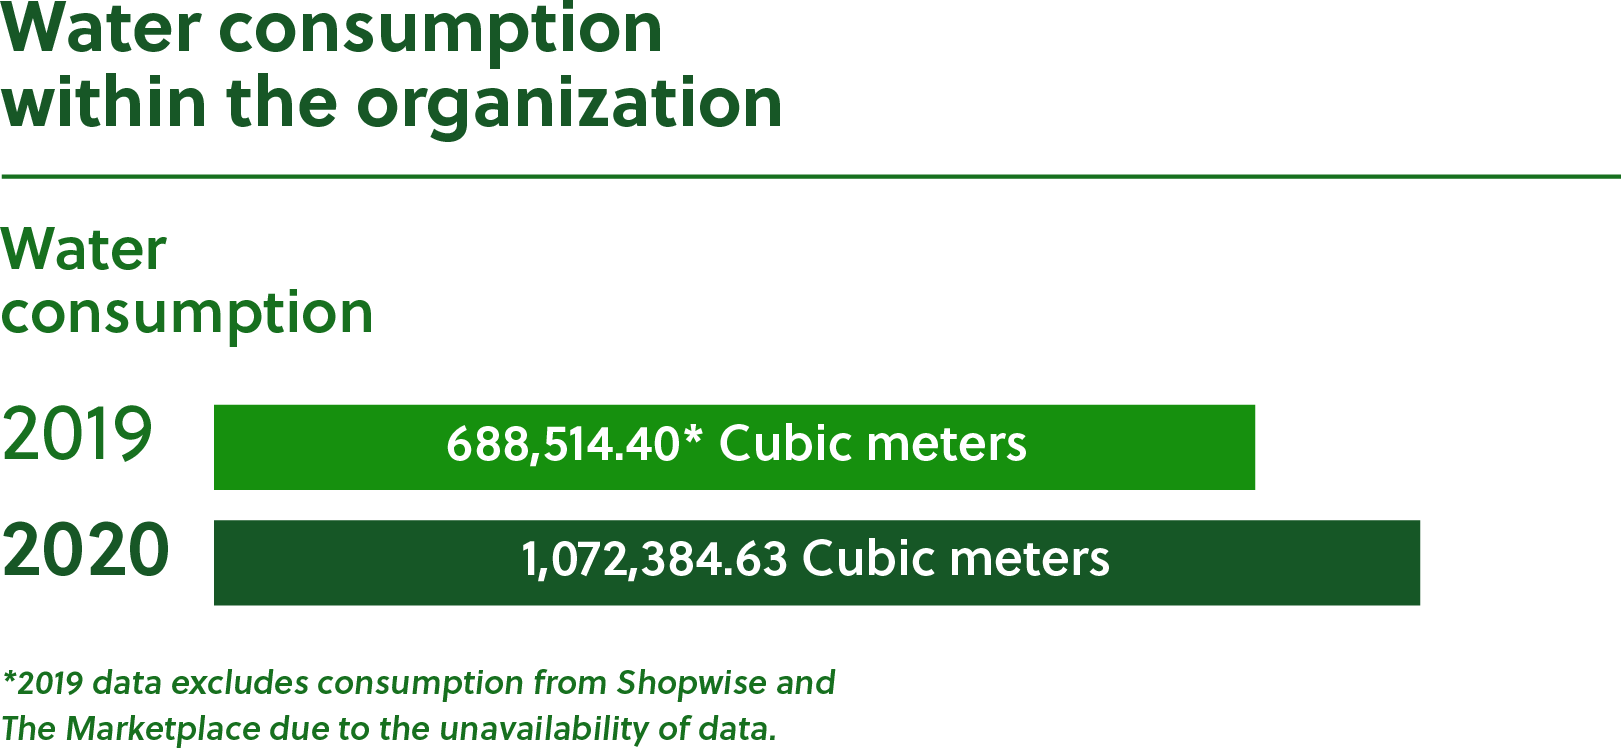 Water consumption
within the organization
Water
consumption
2019
688,514.40* Cubic meters
2020
1,072,384.63 Cubic meters
*2019 data excludes consumption from Shopwise and
The Marketplace due to the unavailability of data.